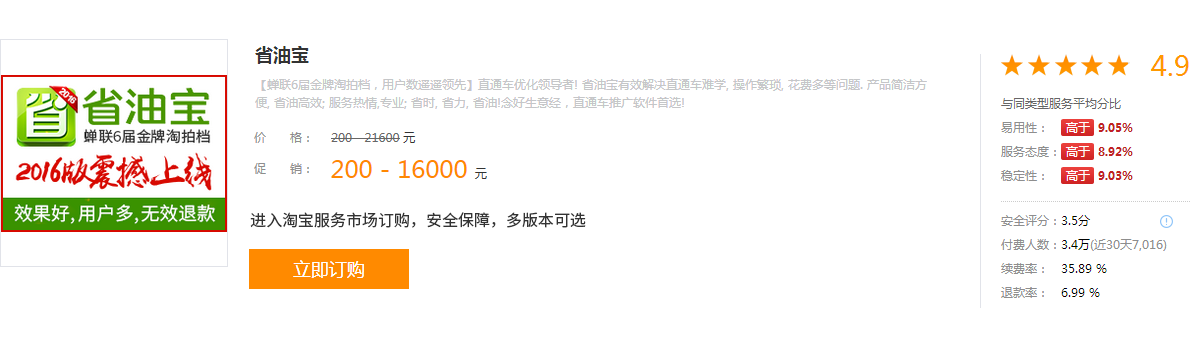 2016
省油宝
蝉联6届金牌淘拍档
2016版震撼上线
效果好,用户多,无效退款
省油宝
【蝉联6届金牌淘拍档，用户数遥遥领先】直通车优化领导者! 省油宝有效解决直通车难学, 操作繁琐, 花费多等问题. 产品简洁方
便, 省油高效; 服务热情,专业; 省时, 省力, 省油!念好生意经，直通车推广软件首选!
价 格： 200 - 21600 元
促 销： 200 - 16000 元
进入淘宝服务市场订购，安全保障，多版本可选
立即订购
4.9
与同类型服务平均分比
易用性： 高于 9.05%
服务态度： 高于 8.92%
稳定性： 高于 9.03%
安全评分：3.5分
付费人数：3.4万(近30天7,016)
续费率： 35.89 %
退款率： 6.99 %